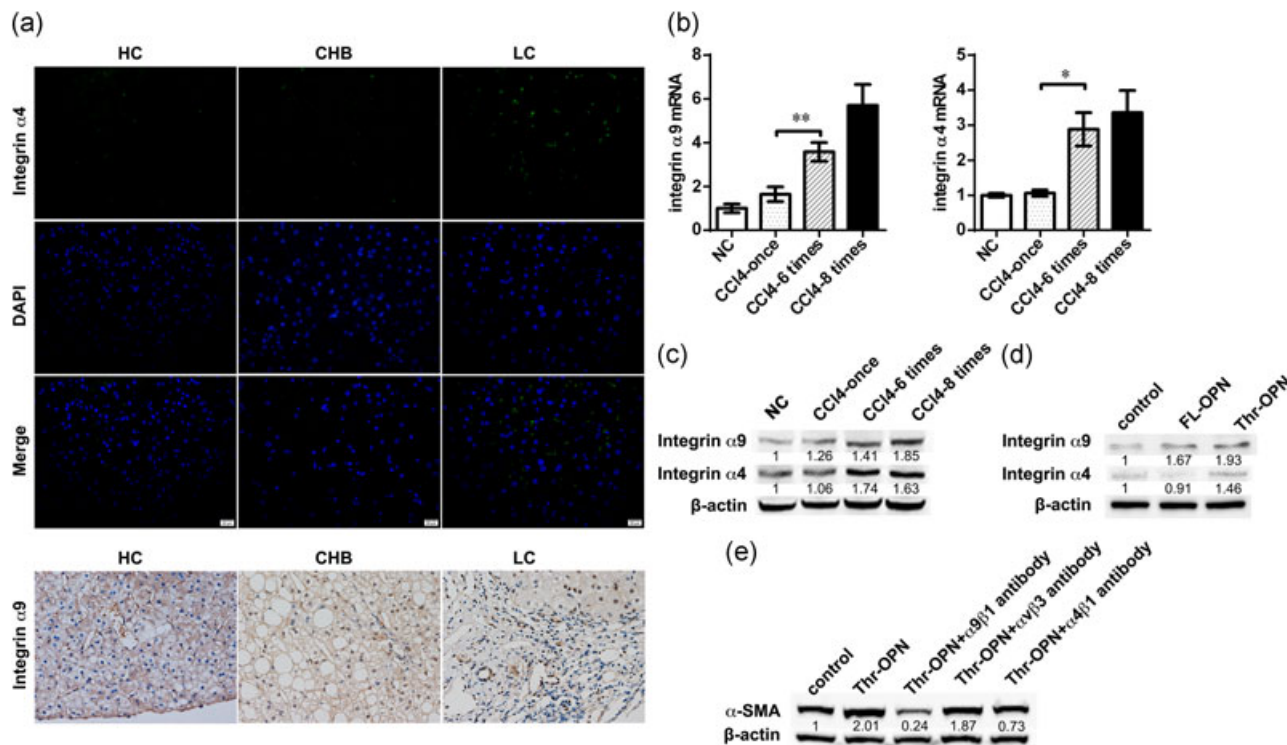 (a)
HC CHB LC
Integrin α4
DAPI
Merge
HC CHB LC
Integrin α9
(b)
integrin α9 mRNA
8
6
4
2
0
**
NC
CCl4-once
CCl4-6 times
CCl4-8 times
integrin α4 mRNA
5
4
3
2
1
0
*
NC
CCl4-once
CCl4-6 times
CCl4-8 times
(c)
NC CCl4-once CCl4-6 times CCl4-8 times
Integrin α9
1 1.26 1.41 1.85
Integrin α4
1 1.06 1.74 1.63
β-actin
(d)
control FL-OPN Thr-OPN
Integrin α9
1 1.67 1.93
Integrin α4
1 0.91 1.46
β-actin
(e)
control Thr-OPN Thr-OPN+α9β1 antibody Thr-OPN+αvβ3 antibody Thr-OPN+α4β1 antibody
α-SMA
1 2.01 0.24 1.87 0.73
β-actin